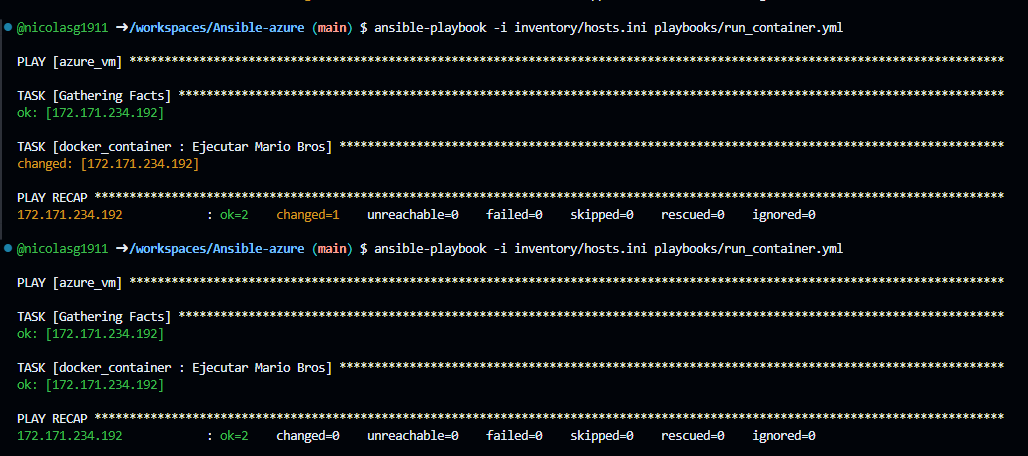 @nicolasg1911 ➜/workspaces/Ansible-azure (main) $ ansible-playbook -i inventory/hosts.ini playbooks/run_container.yml
PLAY [azure_vm] *****************************************************************************************************************************
TASK [Gathering Facts] **********************************************************************************************************************
ok: [172.171.234.192]
TASK [docker_container : Ejecutar Mario Bros] ***********************************************************************************************
changed: [172.171.234.192]
PLAY RECAP **********************************************************************************************************************************
172.171.234.192            : ok=2    changed=1    unreachable=0    failed=0    skipped=0    rescued=0    ignored=0
@nicolasg1911 ➜/workspaces/Ansible-azure (main) $ ansible-playbook -i inventory/hosts.ini playbooks/run_container.yml
PLAY [azure_vm] *****************************************************************************************************************************
TASK [Gathering Facts] **********************************************************************************************************************
ok: [172.171.234.192]
TASK [docker_container : Ejecutar Mario Bros] ***********************************************************************************************
ok: [172.171.234.192]
PLAY RECAP **********************************************************************************************************************************
172.171.234.192            : ok=2    changed=0    unreachable=0    failed=0    skipped=0    rescued=0    ignored=0